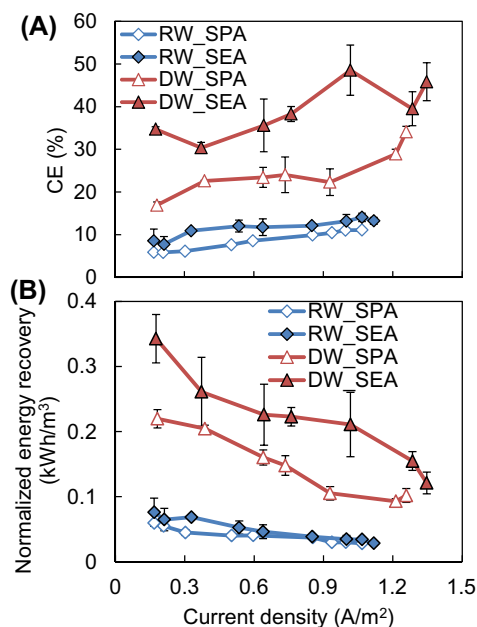 (A)
RW_SPA
RW_SEA
DW_SPA
DW_SEA
CE (%)
60
50
40
30
20
10
0
(B)
RW_SPA
RW_SEA
DW_SPA
DW_SEA
Normalized energy recovery
(kWh/m³)
0.4
0.3
0.2
0.1
0
0 0.3 0.6 0.9 1.2 1.5
Current density (A/m²)